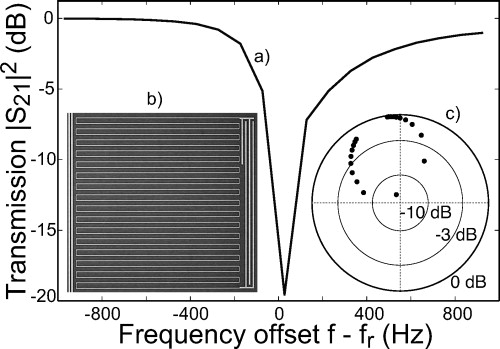 Transmission |S21|² (dB)
0
-5
-10
-15
-20
a)
b)
c)
-10 dB
-3 dB
0 dB
-800
-400
0
400
800
Frequency offset f - fr (Hz)